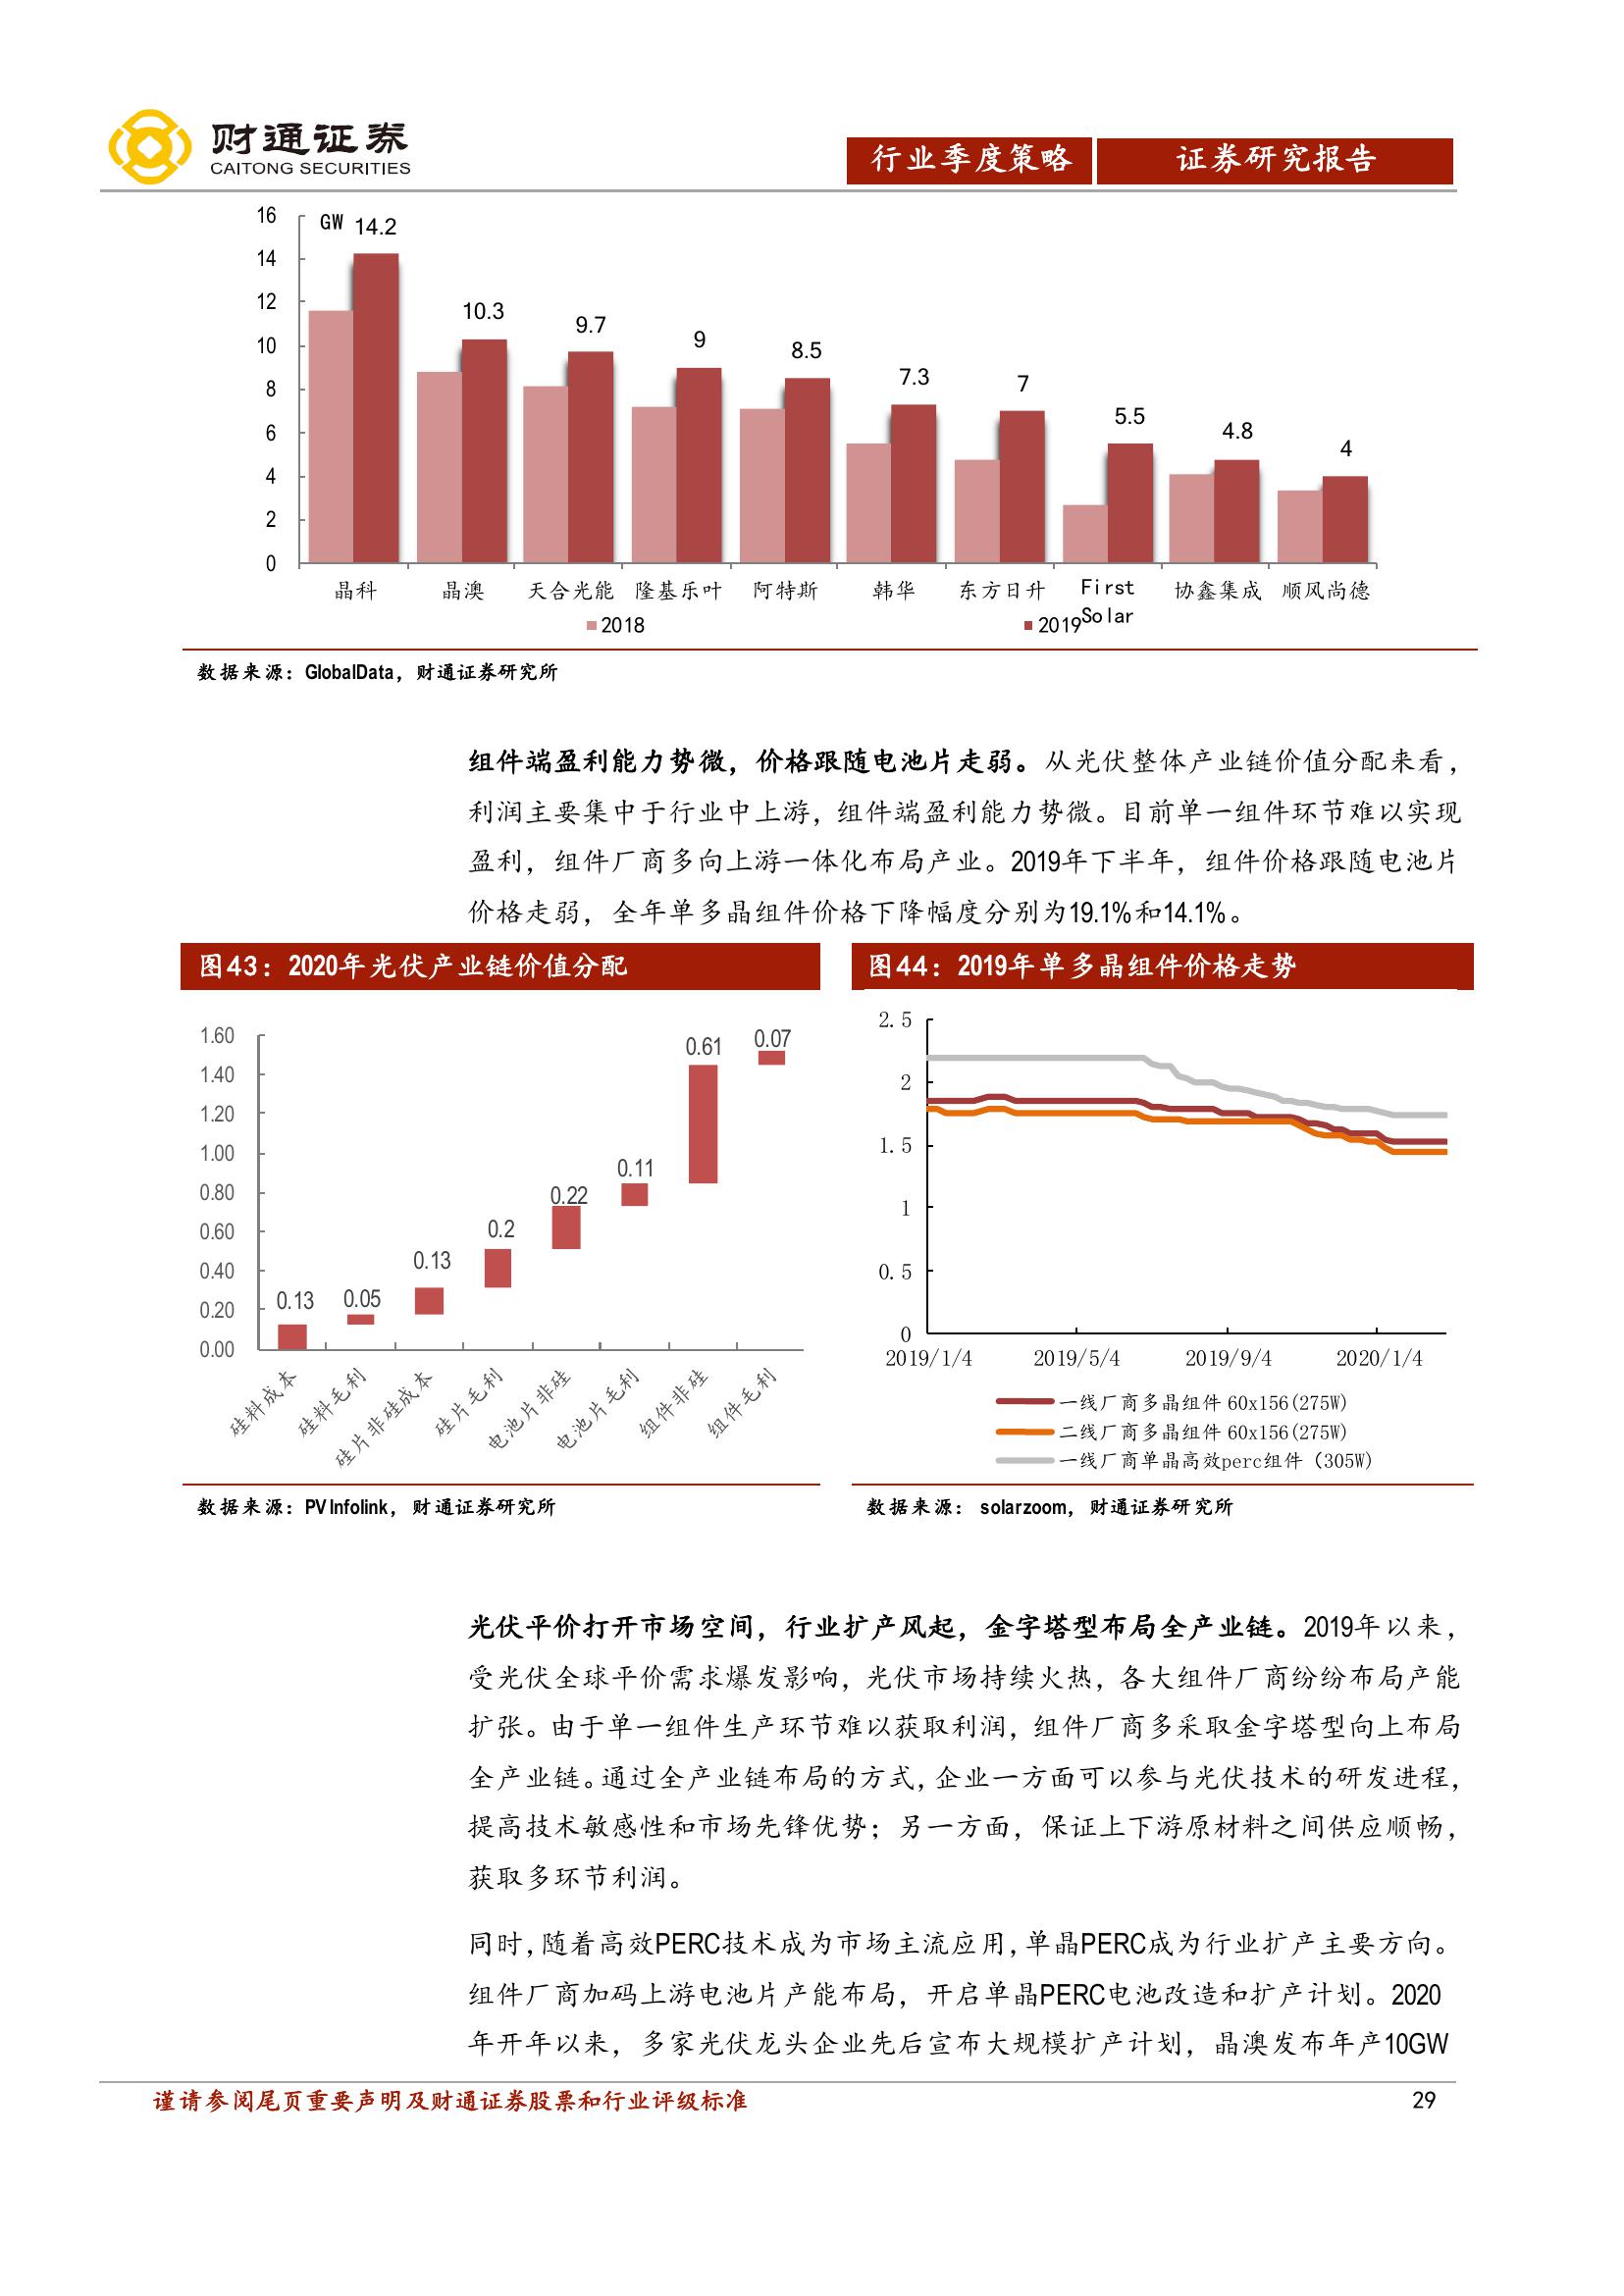 财通证券
CAITONG SECURITIES
行业季度策略 证券研究报告
GW
16
14
12
10
8
6
4
2
0
14.2
10.3
9.7
9
8.5
7.3
7
5.5
4.8
4
晶科 晶澳 天合光能 隆基乐叶 阿特斯 韩华 东方日升 First Solar 协鑫集成 顺风尚德
2018 2019
数据来源：GlobalData，财通证券研究所
组件端盈利能力势微，价格跟随电池片走弱。从光伏整体产业链价值分配来看，
利润主要集中于行业中上游，组件端盈利能力势微。目前单一组件环节难以实现
盈利，组件厂商多向上游一体化布局产业。2019年下半年，组件价格跟随电池片
价格走弱，全年单多晶组件价格下降幅度分别为19.1%和14.1%。
图43：2020年光伏产业链价值分配
1.60
1.40
1.20
1.00
0.80
0.60
0.40
0.20
0.00
0.13
0.05
0.13
0.2
0.22
0.11
0.61
0.07
硅料成本
硅料毛利
硅片非硅成本
硅片毛利
电池片非硅
电池片毛利
组件非硅
组件毛利
数据来源：PV Infolink，财通证券研究所
图44：2019年单多晶组件价格走势
2.5
2
1.5
1
0.5
0
2019/1/4 2019/5/4 2019/9/4 2020/1/4
一线厂商多晶组件 60x156(275W)
二线厂商多晶组件 60x156(275W)
一线厂商单晶高效perc组件（305W)
数据来源： solarzoom，财通证券研究所
光伏平价打开市场空间，行业扩产风起，金字塔型布局全产业链。2019年以来，
受光伏全球平价需求爆发影响，光伏市场持续火热，各大组件厂商纷纷布局产能
扩张。由于单一组件生产环节难以获取利润，组件厂商多采取金字塔型向上布局
全产业链。通过全产业链布局的方式，企业一方面可以参与光伏技术的研发进程，
提高技术敏感性和市场先锋优势；另一方面，保证上下游原材料之间供应顺畅，
获取多环节利润。
同时，随着高效PERC技术成为市场主流应用，单晶PERC成为行业扩产主要方向。
组件厂商加码上游电池片产能布局，开启单晶PERC电池改造和扩产计划。2020
年开年以来，多家光伏龙头企业先后宣布大规模扩产计划，晶澳发布年产10GW
谨请参阅尾页重要声明及财通证券股票和行业评级标准 29